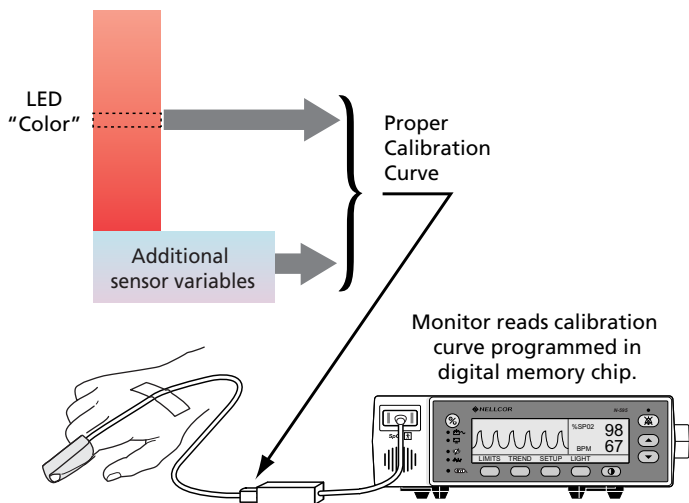 LED
“Color”
Proper
Calibration
Curve
Additional
sensor variables
Monitor reads calibration
curve programmed in
digital memory chip.
NELLCOR
N-595
%
%SPO2
98
BPM
67
LIMITS TREND SETUP LIGHT